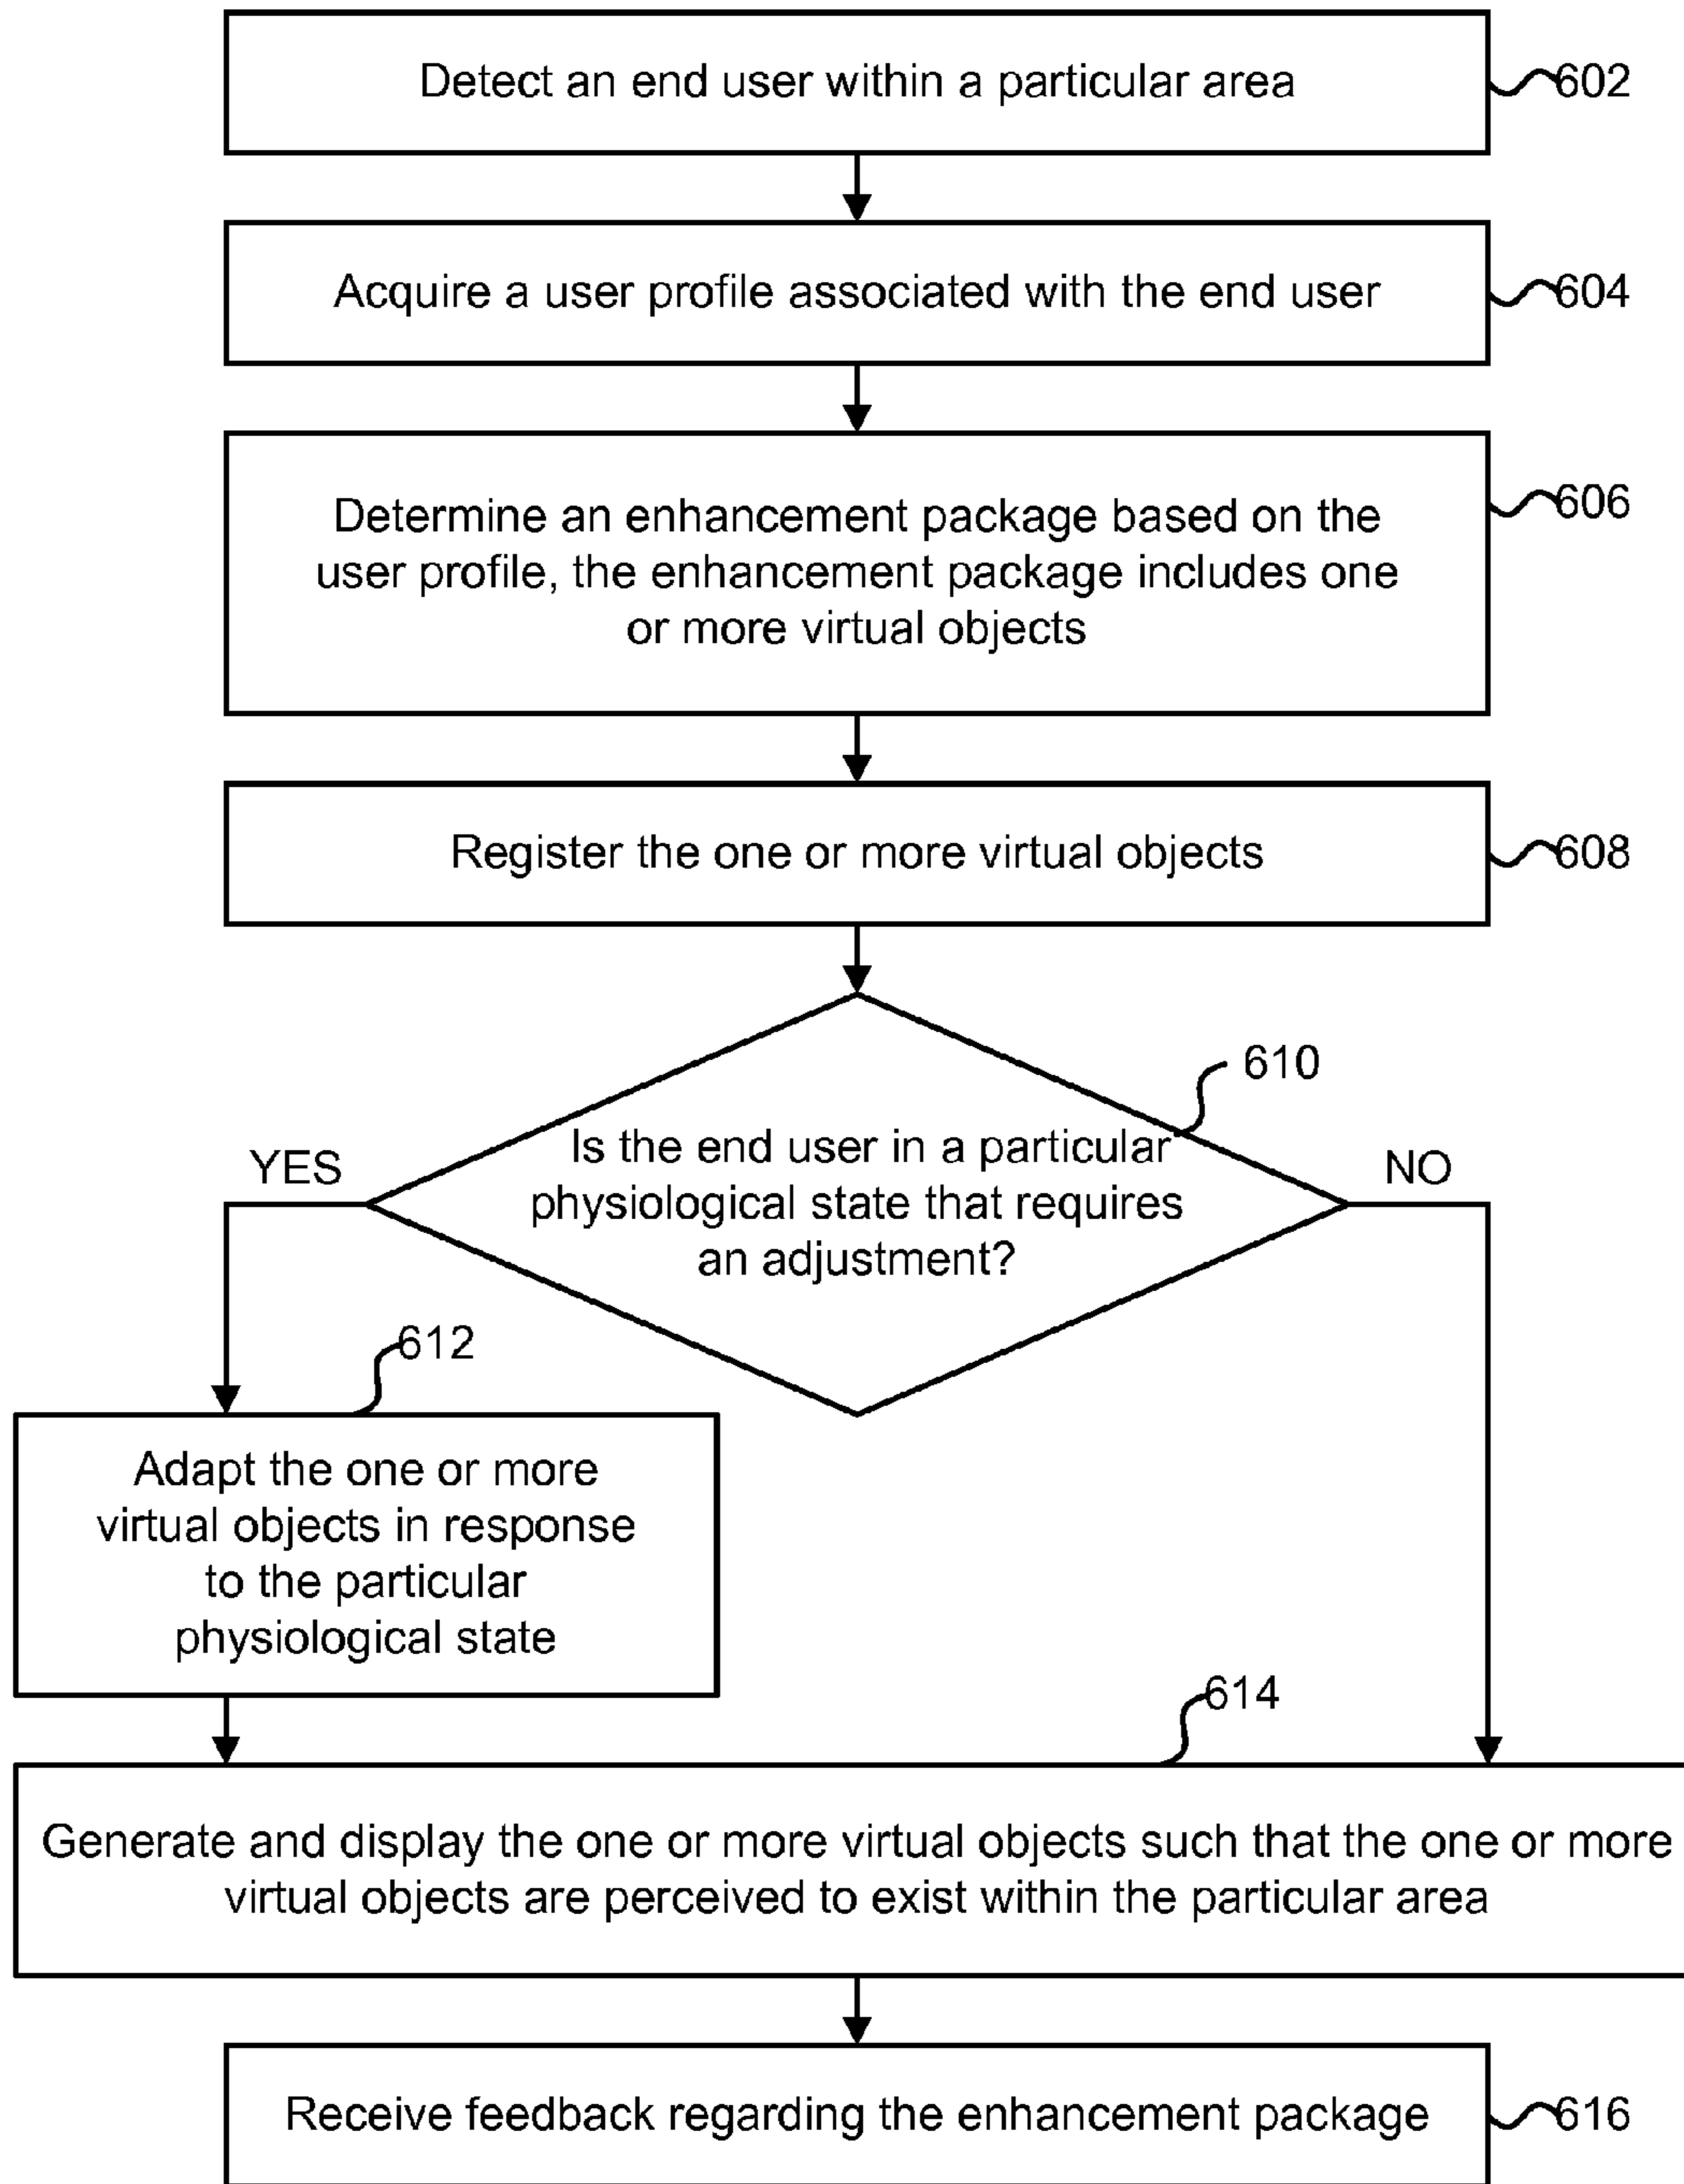 Detect an end user within a particular area
602
Acquire a user profile associated with the end user
604
Determine an enhancement package based on the
user profile, the enhancement package includes one
or more virtual objects
606
Register the one or more virtual objects
608
610
Is the end user in a particular
physiological state that requires
an adjustment?
YES
NO
612
Adapt the one or more
virtual objects in response
to the particular
physiological state
614
Generate and display the one or more virtual objects such that the one or more
virtual objects are perceived to exist within the particular area
Receive feedback regarding the enhancement package
616